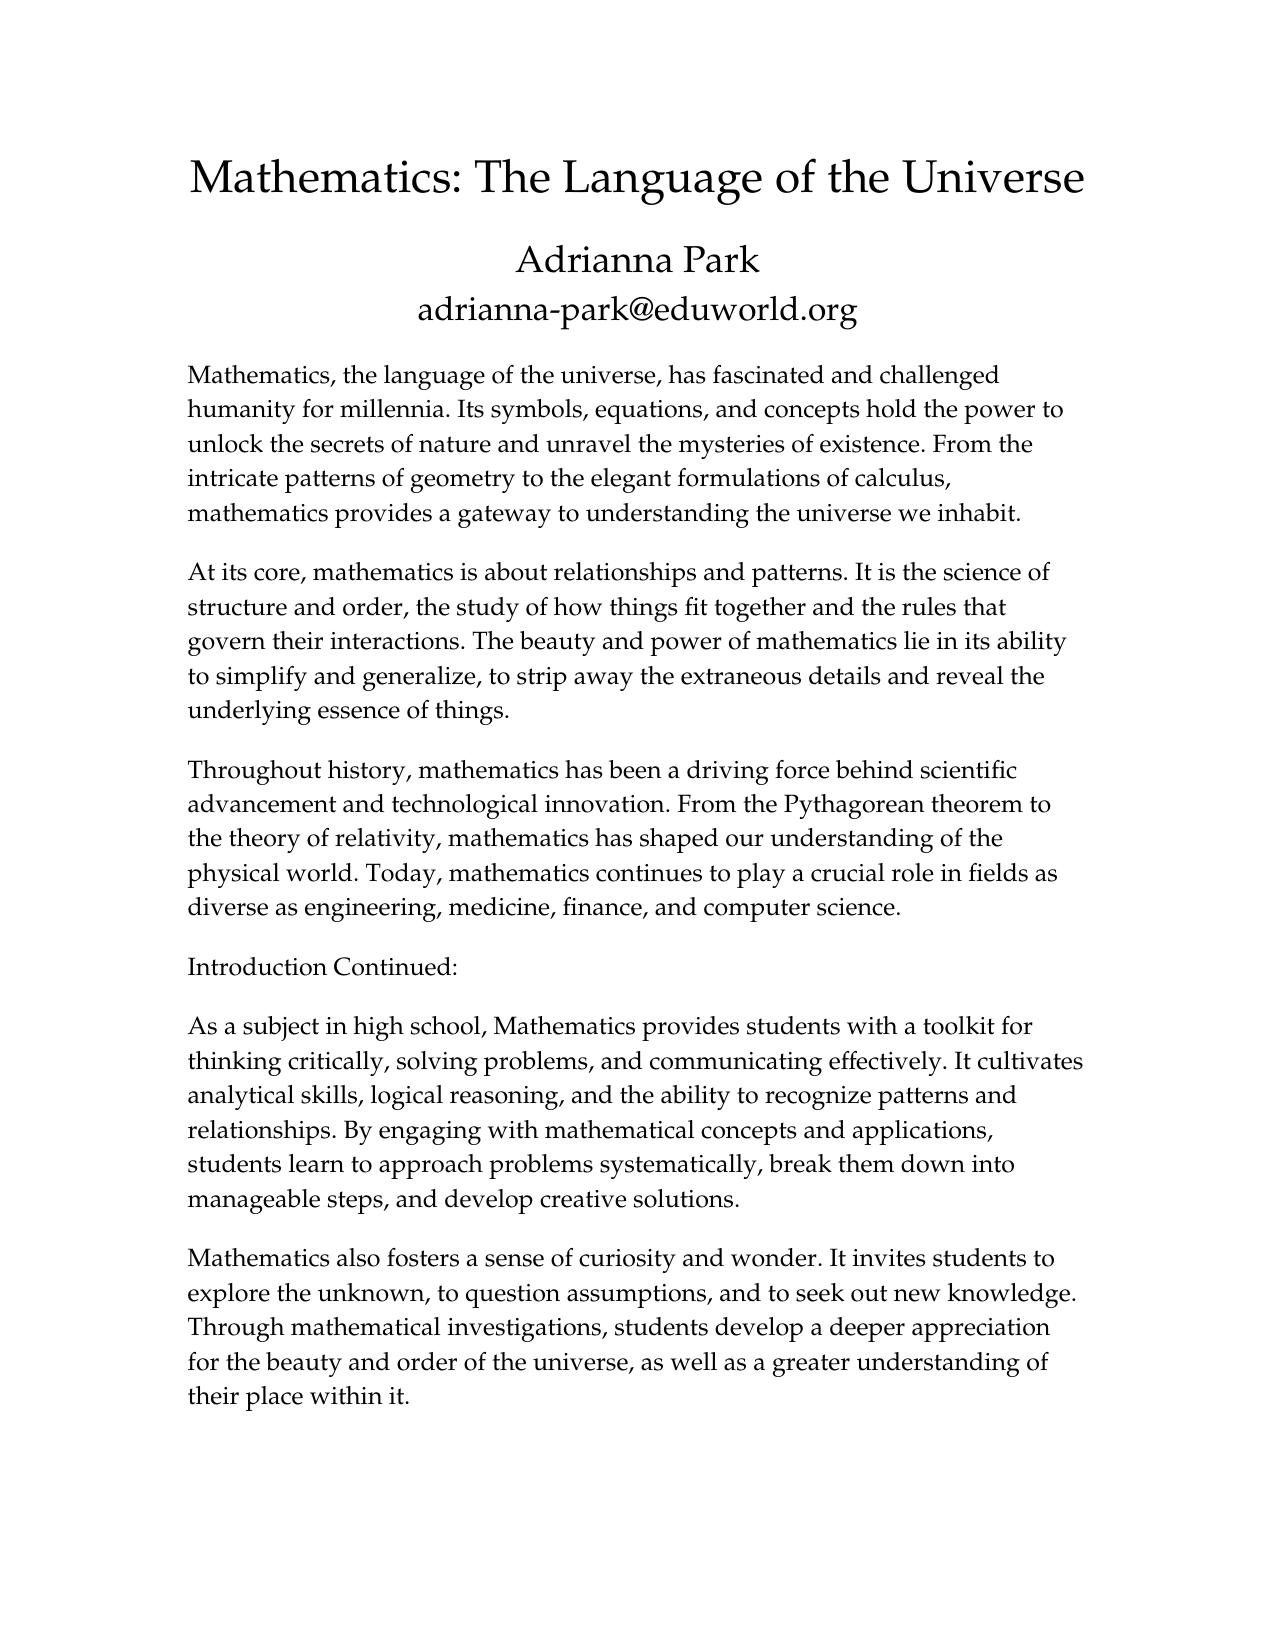 Mathematics: The Language of the Universe
Adrianna Park
adrianna-park@eduworld.org
Mathematics, the language of the universe, has fascinated and challenged
humanity for millennia. Its symbols, equations, and concepts hold the power to
unlock the secrets of nature and unravel the mysteries of existence. From the
intricate patterns of geometry to the elegant formulations of calculus,
mathematics provides a gateway to understanding the universe we inhabit.
At its core, mathematics is about relationships and patterns. It is the science of
structure and order, the study of how things fit together and the rules that
govern their interactions. The beauty and power of mathematics lie in its ability
to simplify and generalize, to strip away the extraneous details and reveal the
underlying essence of things.
Throughout history, mathematics has been a driving force behind scientific
advancement and technological innovation. From the Pythagorean theorem to
the theory of relativity, mathematics has shaped our understanding of the
physical world. Today, mathematics continues to play a crucial role in fields as
diverse as engineering, medicine, finance, and computer science.
Introduction Continued:
As a subject in high school, Mathematics provides students with a toolkit for
thinking critically, solving problems, and communicating effectively. It cultivates
analytical skills, logical reasoning, and the ability to recognize patterns and
relationships. By engaging with mathematical concepts and applications,
students learn to approach problems systematically, break them down into
manageable steps, and develop creative solutions.
Mathematics also fosters a sense of curiosity and wonder. It invites students to
explore the unknown, to question assumptions, and to seek out new knowledge.
Through mathematical investigations, students develop a deeper appreciation
for the beauty and order of the universe, as well as a greater understanding of
their place within it.